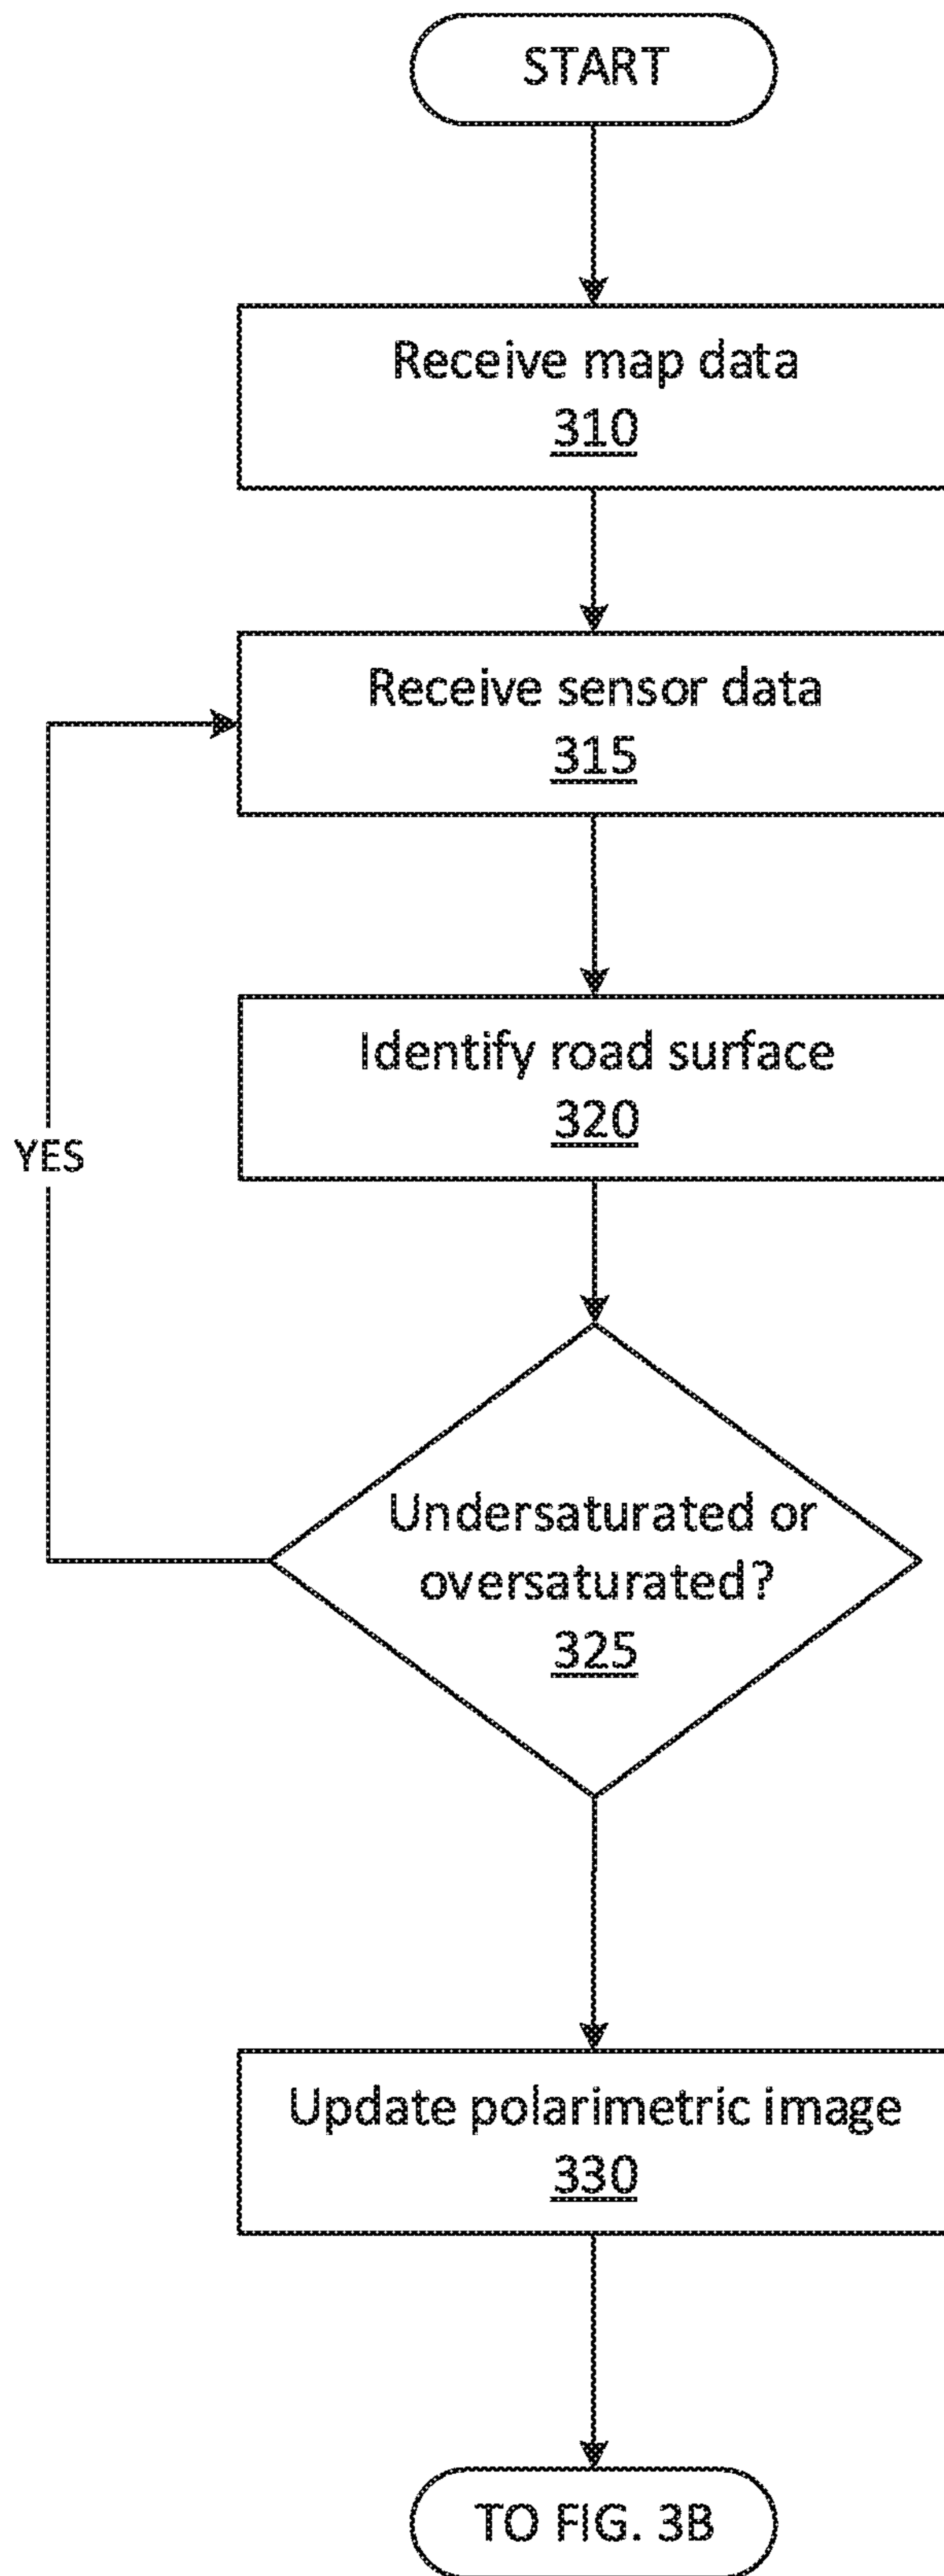 START
Receive map data
310
Receive sensor data
315
Identify road surface
320
YES
Undersaturated or
oversaturated?
325
Update polarimetric image
330
TO FIG. 3B